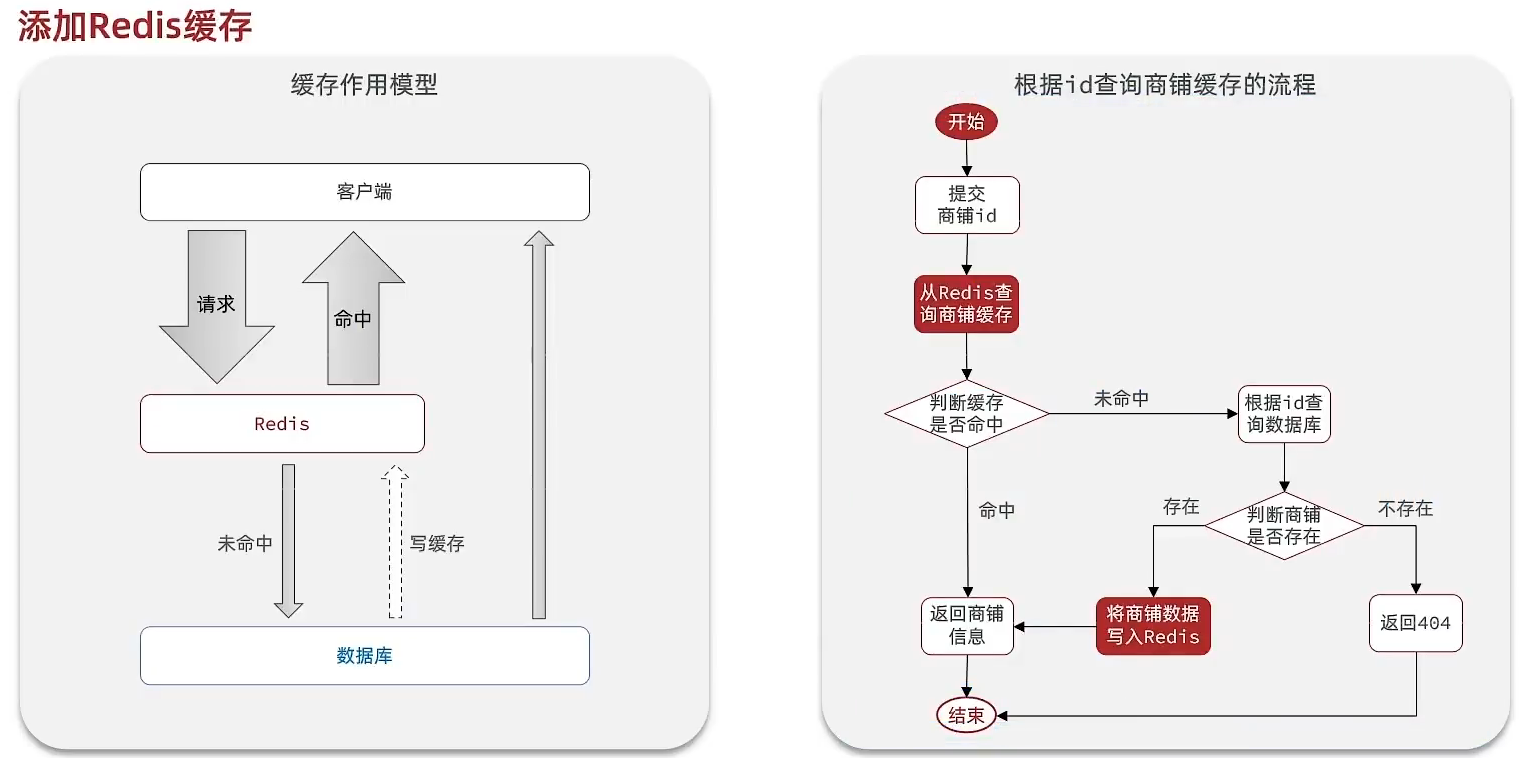 添加Redis缓存
缓存作用模型
客户端
请求
命中
Redis
未命中
写缓存
数据库
根据id查询商铺缓存的流程
开始
提交
商铺id
从Redis查
询商铺缓存
判断缓存
是否命中
未命中
根据id查
询数据库
命中
存在
判断商铺
是否存在
不存在
返回商铺
信息
将商铺数据
写入Redis
返回404
结束